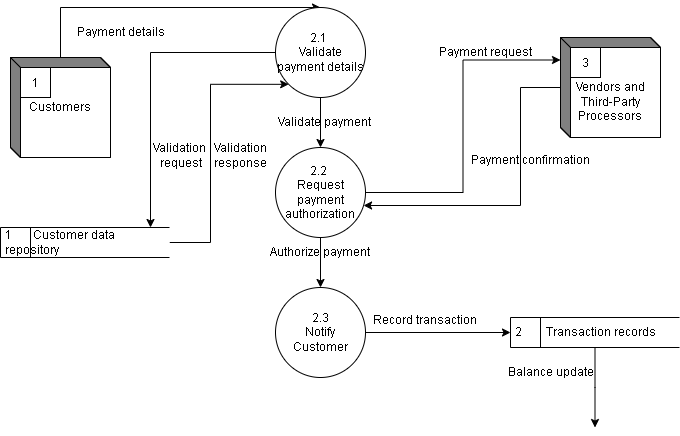 Payment details
1
Customers
2.1
Validate
payment details
Payment request
3
Vendors and
Third-Party
Processors
Validate payment
Validation
request
Validation
response
Payment confirmation
2.2
Request
payment
authorization
1
Customer data
repository
Authorize payment
2.3
Notify
Customer
Record transaction
2
Transaction records
Balance update